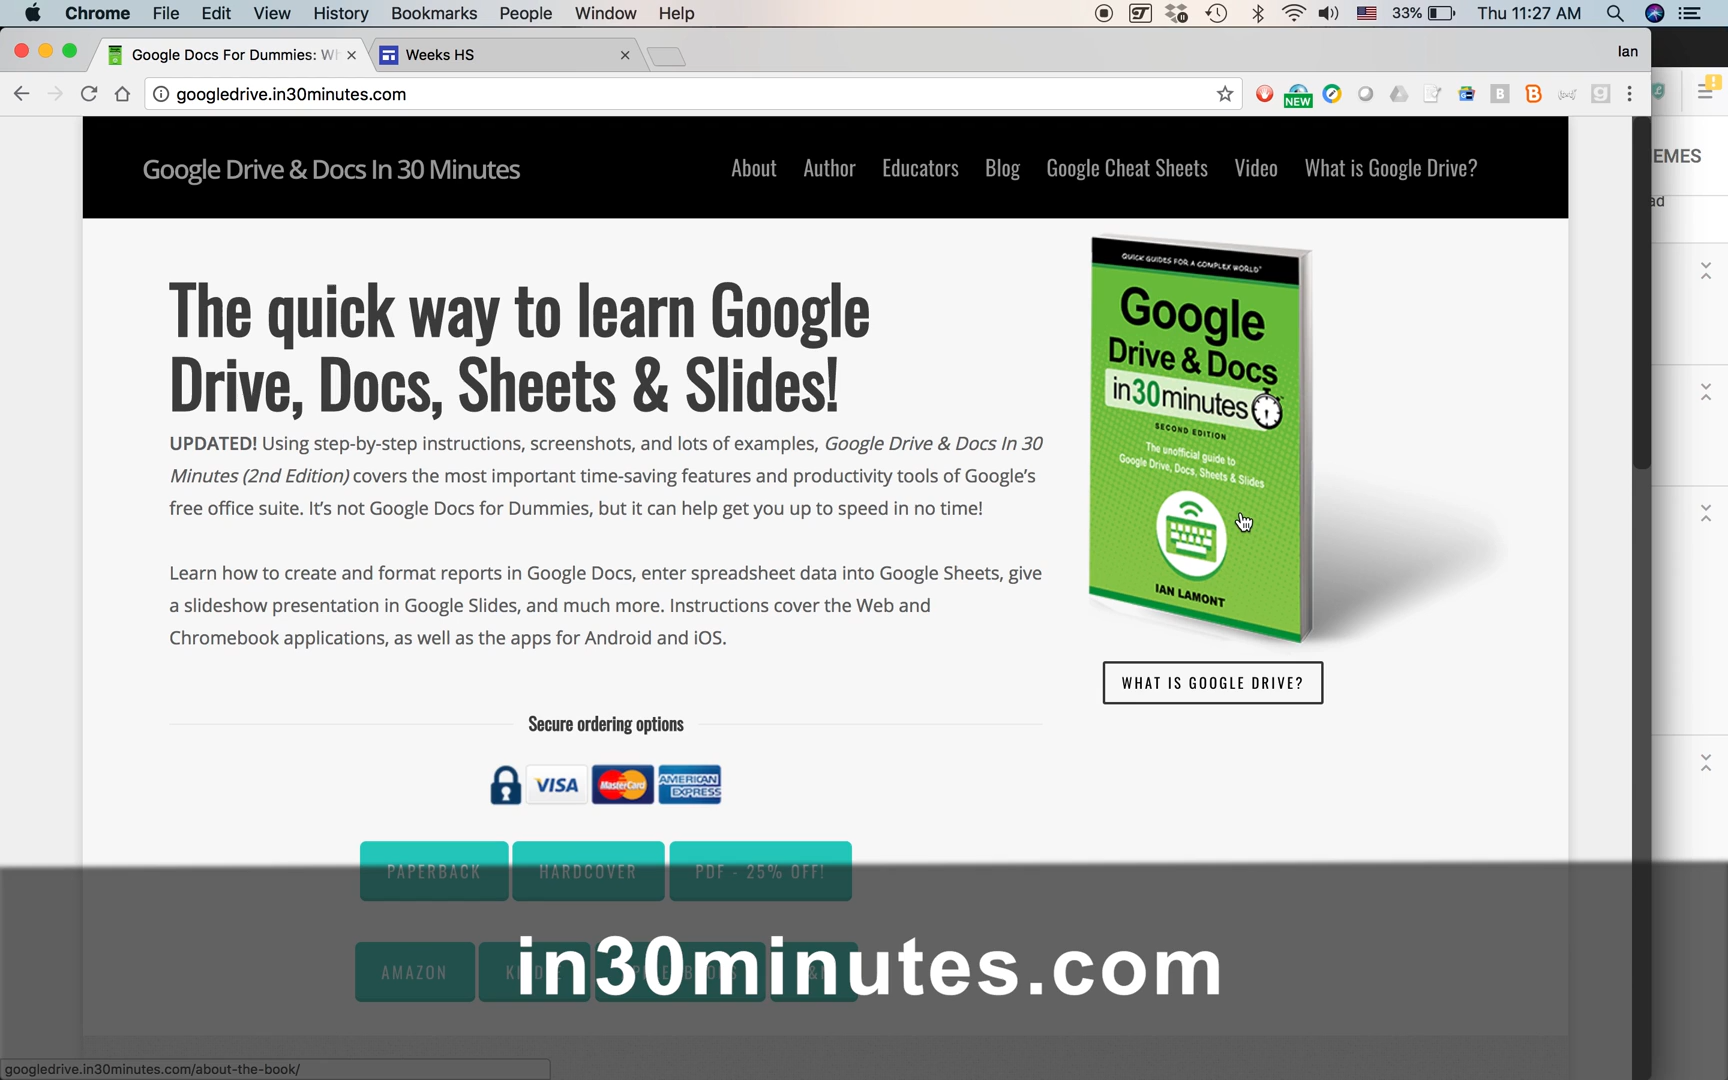 Chrome File Edit View History Bookmarks People Window Help 33% Thu 11:27 AM
Google Docs For Dummies: Wh Weeks HS Ian
googledrive.in30minutes.com NEW
EMES
ad
Google Drive & Docs In 30 Minutes About Author Educators Blog Google Cheat Sheets Video What is Google Drive?
The quick way to learn Google
Drive, Docs, Sheets & Slides!
UPDATED! Using step-by-step instructions, screenshots, and lots of examples, Google Drive & Docs In 30
Minutes (2nd Edition) covers the most important time-saving features and productivity tools of Google's
free office suite. It's not Google Docs for Dummies, but it can help get you up to speed in no time!
Learn how to create and format reports in Google Docs, enter spreadsheet data into Google Sheets, give
a slideshow presentation in Google Slides, and much more. Instructions cover the Web and
Chromebook applications, as well as the apps for Android and iOS.
QUICK GUIDES FOR A COMPLEX WORLD™
Google
Drive & Docs
in30minutes
SECOND EDITION
The unofficial guide to
Google Drive, Docs, Sheets & Slides
IAN LAMONT
WHAT IS GOOGLE DRIVE?
Secure ordering options
VISA MasterCard AMERICAN EXPRESS
PAPERBACK HARDCOVER PDF - 25% OFF!
AMAZON
in30minutes.com
googledrive.in30minutes.com/about-the-book/